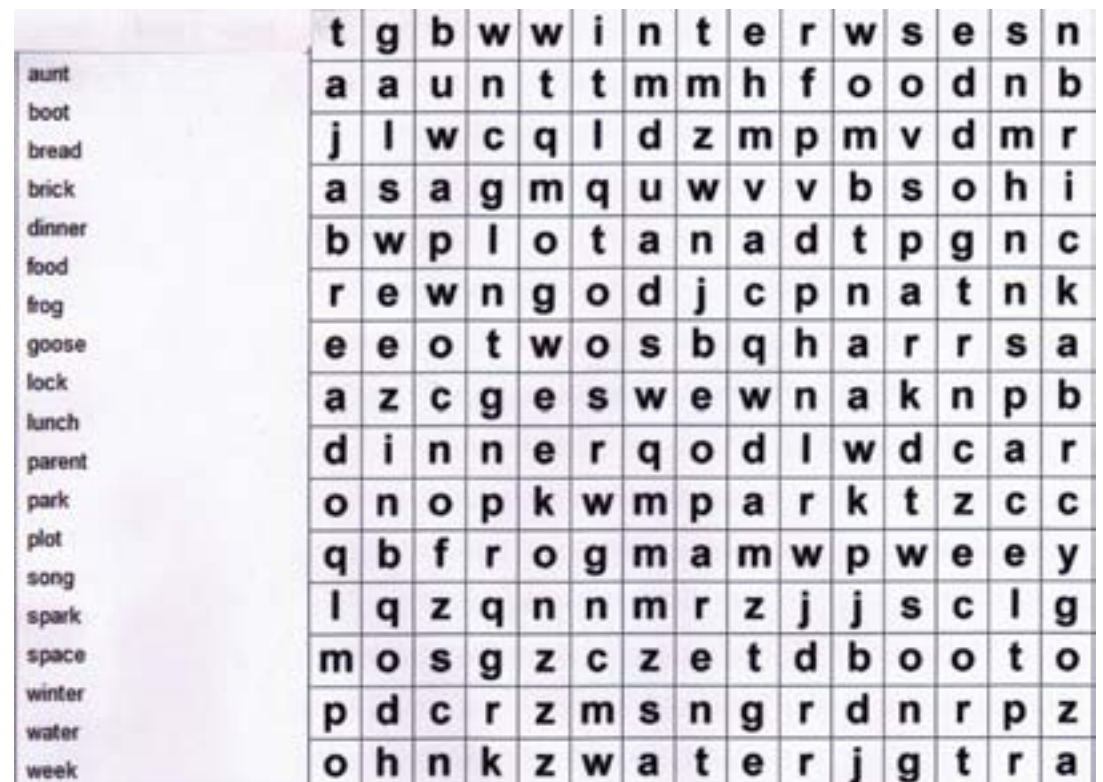 aunt
boot
bread
brick
dinner
food
frog
goose
lock
lunch
parent
park
plot
song
spark
space
winter
water
week
t g b w w i n t e r w s e s n
a a u n t t m m h f o o d n b
j l w c q l d z m p m v d m r
a s a g m q u w v v b s o h i
b w p l o t a n a d t p g n c
r e w n g o d j c p n a t n k
e e o t w o s b q h a r r s a
a z c g e s w e w n a k n p b
d i n n e r q o d l w d c a r
o n o p k w m p a r k t z c c
q b f r o g m a m w p w e e y
l q z q n n m r z j j s c l g
m o s g z c z e t d b o o t o
p d c r z m s n g r d n r p z
o h n k z w a t e r j g t r a